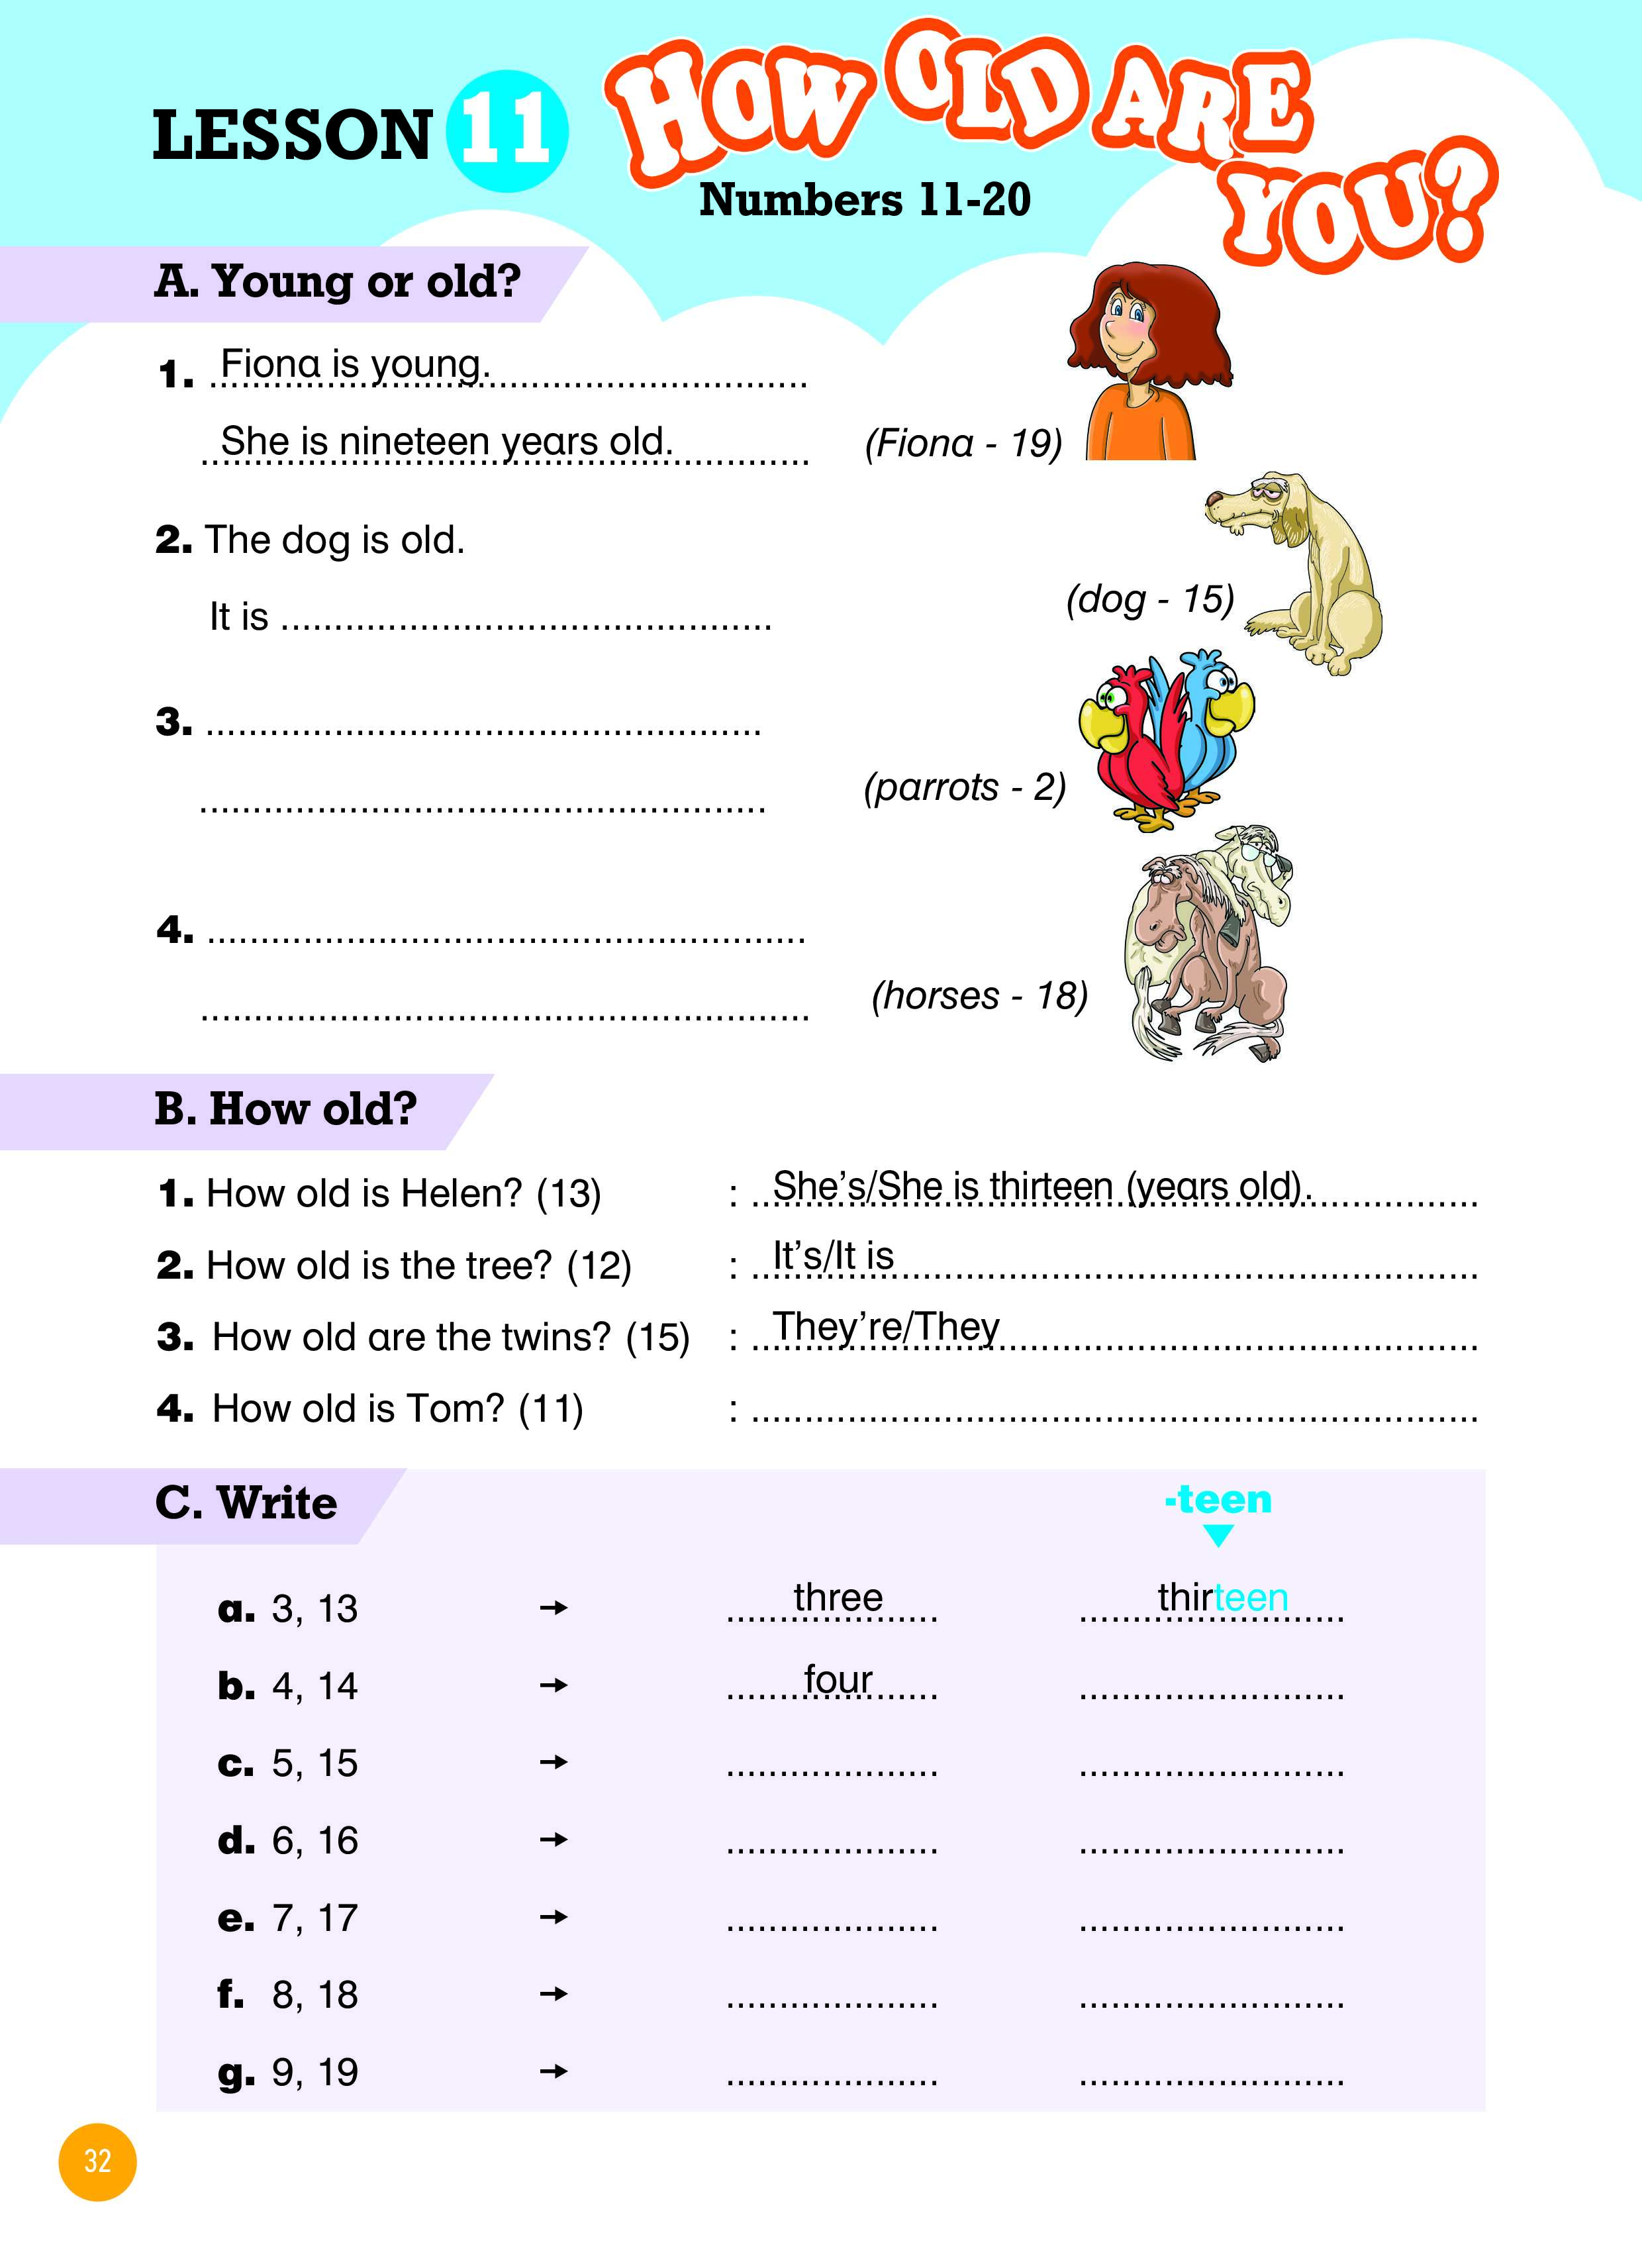 LESSON 11
HOW OLD ARE
YOU?
Numbers 11-20
A. Young or old?
1. Fiona is young.
She is nineteen years old. (Fiona - 19)
2. The dog is old.
It is ............................................... (dog - 15)
3. .....................................................
...................................................... (parrots - 2)
4. .........................................................
.......................................................... (horses - 18)
B. How old?
1. How old is Helen? (13) : She's/She is thirteen (years old).
2. How old is the tree? (12) : It's/It is
3. How old are the twins? (15) : They're/They
4. How old is Tom? (11) : .....................................................................
C. Write
-teen
a. 3, 13 → three thirteen
b. 4, 14 → four .........................
c. 5, 15 → .................... .........................
d. 6, 16 → .................... .........................
e. 7, 17 → .................... .........................
f. 8, 18 → .................... .........................
g. 9, 19 → .................... .........................
32